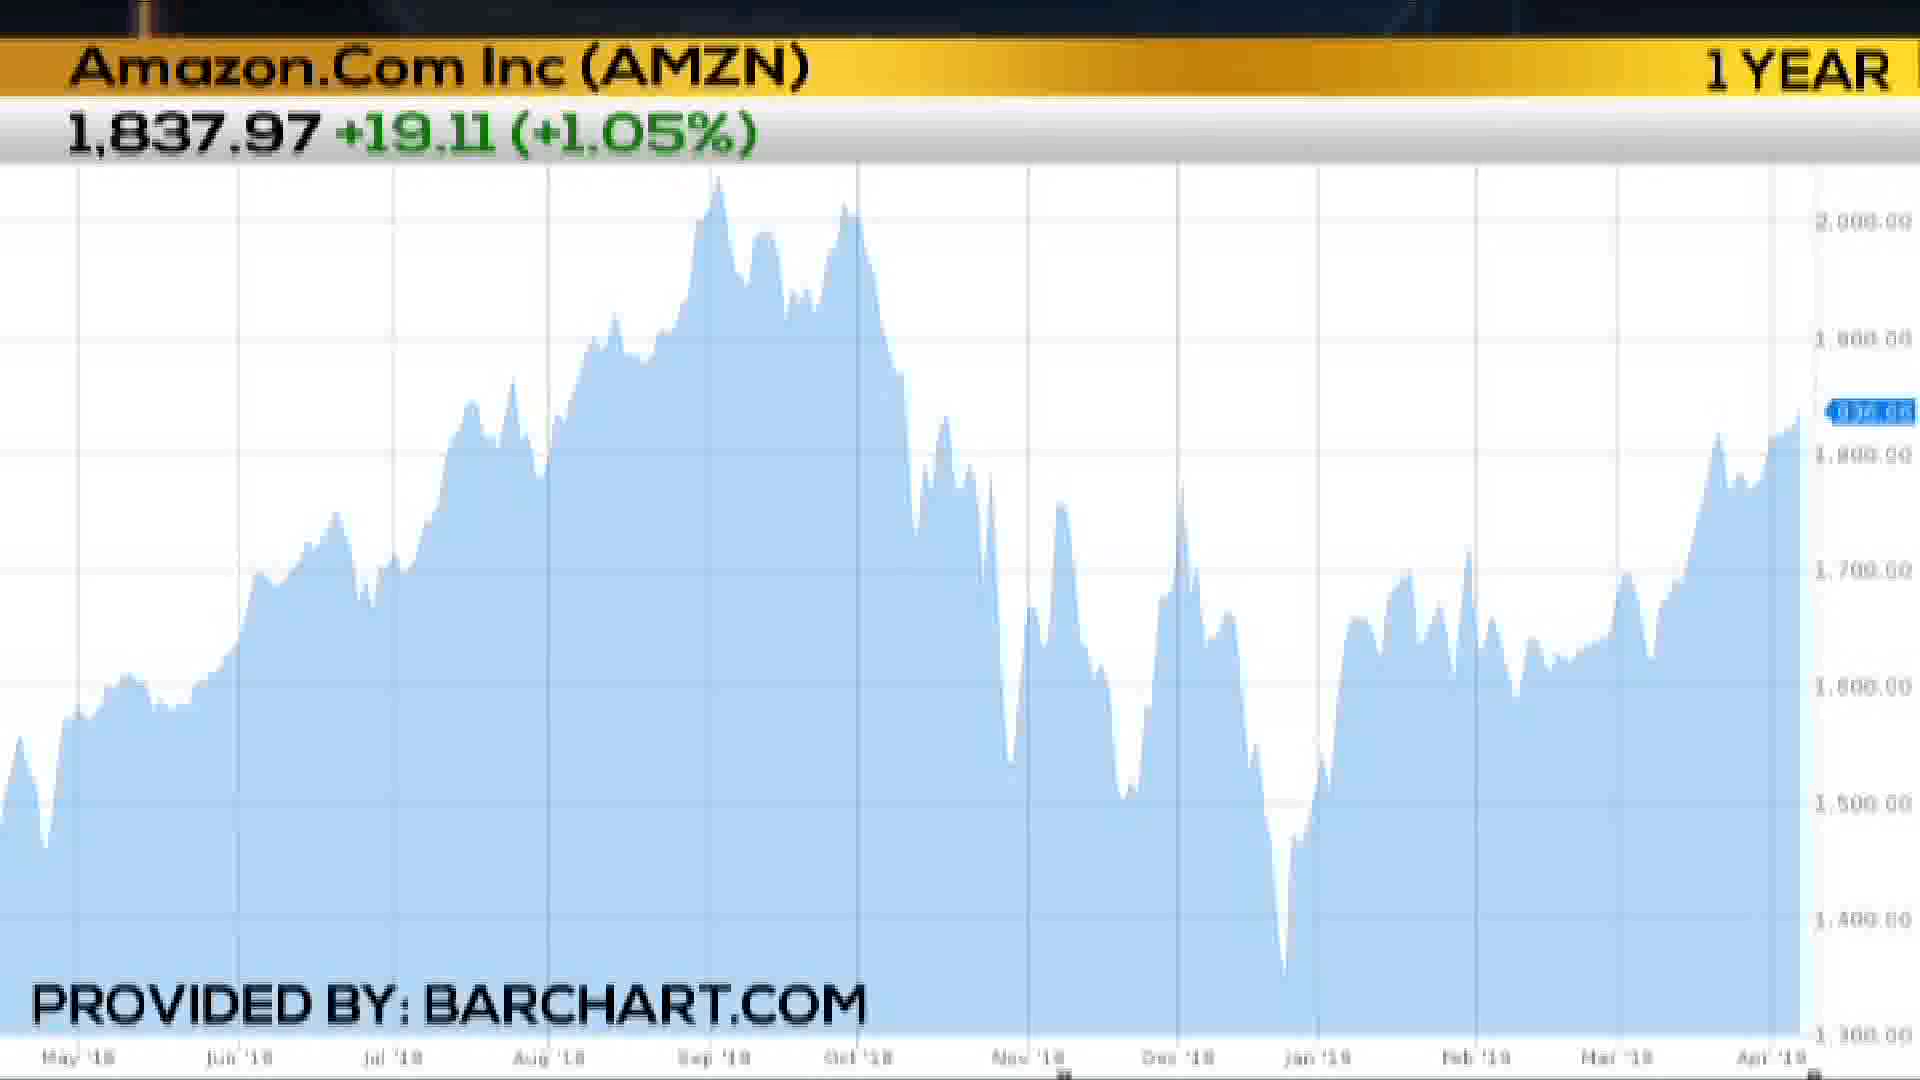 Amazon.Com Inc (AMZN) 1 YEAR
1,837.97 +19.11 (+1.05%)
2,000.00
1,900.00
1,800.00
1,700.00
1,600.00
1,500.00
1,400.00
1,300.00
PROVIDED BY: BARCHART.COM
May '18 Jun '18 Jul '18 Aug '18 Sep '18 Oct '18 Nov '18 Dec '18 Jan '19 Feb '19 Mar '19 Apr '19